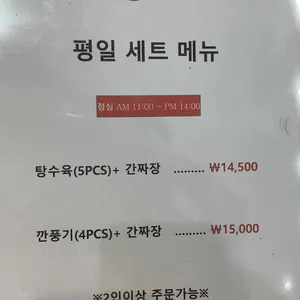 평일 세트 메뉴
점심 AM 11:00 ~ PM 14:00
탕수육(5PCS)+ 간짜장 ......... ₩14,500
깐풍기(4PCS)+ 간짜장 ......... ₩15,000
※2인이상 주문가능※